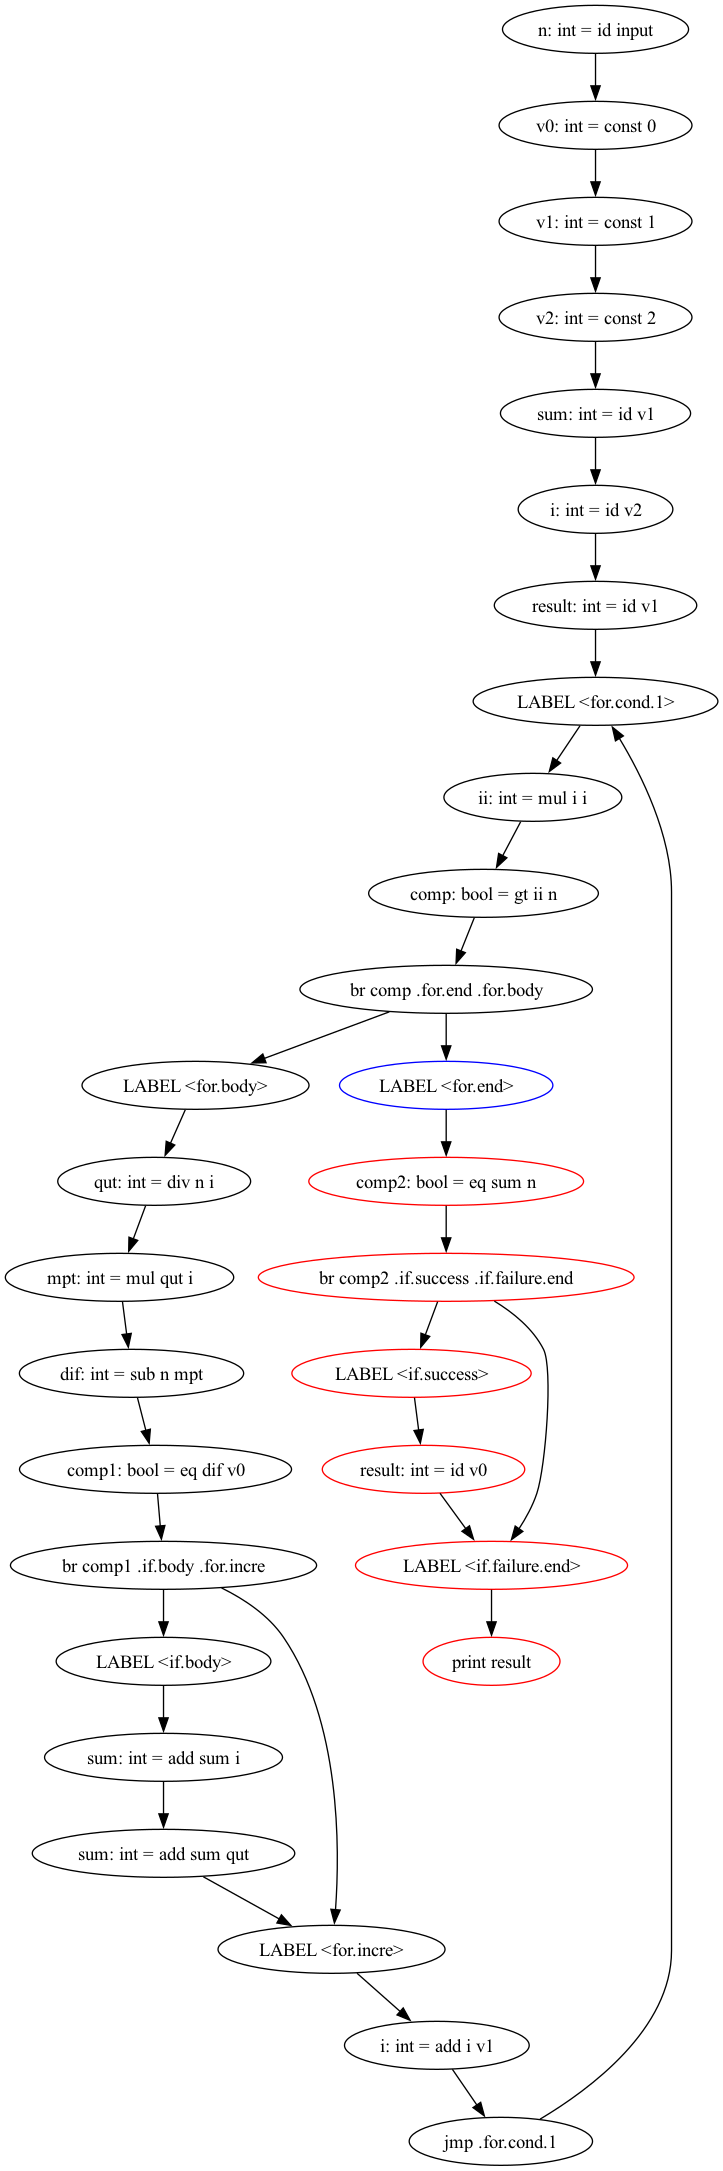 n: int = id input
v0: int = const 0
v1: int = const 1
v2: int = const 2
sum: int = id v1
i: int = id v2
result: int = id v1
LABEL <for.cond.1>
ii: int = mul i i
comp: bool = gt ii n
br comp .for.end .for.body
LABEL <for.body>
LABEL <for.end>
qut: int = div n i
comp2: bool = eq sum n
mpt: int = mul qut i
br comp2 .if.success .if.failure.end
dif: int = sub n mpt
LABEL <if.success>
comp1: bool = eq dif v0
result: int = id v0
br comp1 .if.body .for.incre
LABEL <if.failure.end>
LABEL <if.body>
print result
sum: int = add sum i
sum: int = add sum qut
LABEL <for.incre>
i: int = add i v1
jmp .for.cond.1